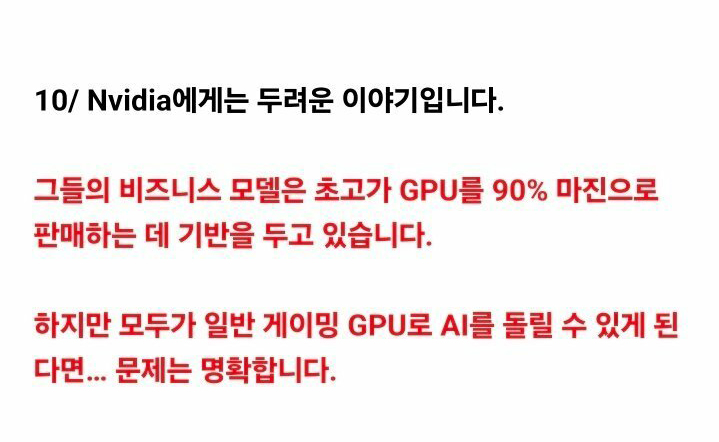 10/ Nvidia에게는 두려운 이야기입니다.
그들의 비즈니스 모델은 초고가 GPU를 90% 마진으로
판매하는 데 기반을 두고 있습니다.
하지만 모두가 일반 게이밍 GPU로 AI를 돌릴 수 있게 된
다면... 문제는 명확합니다.